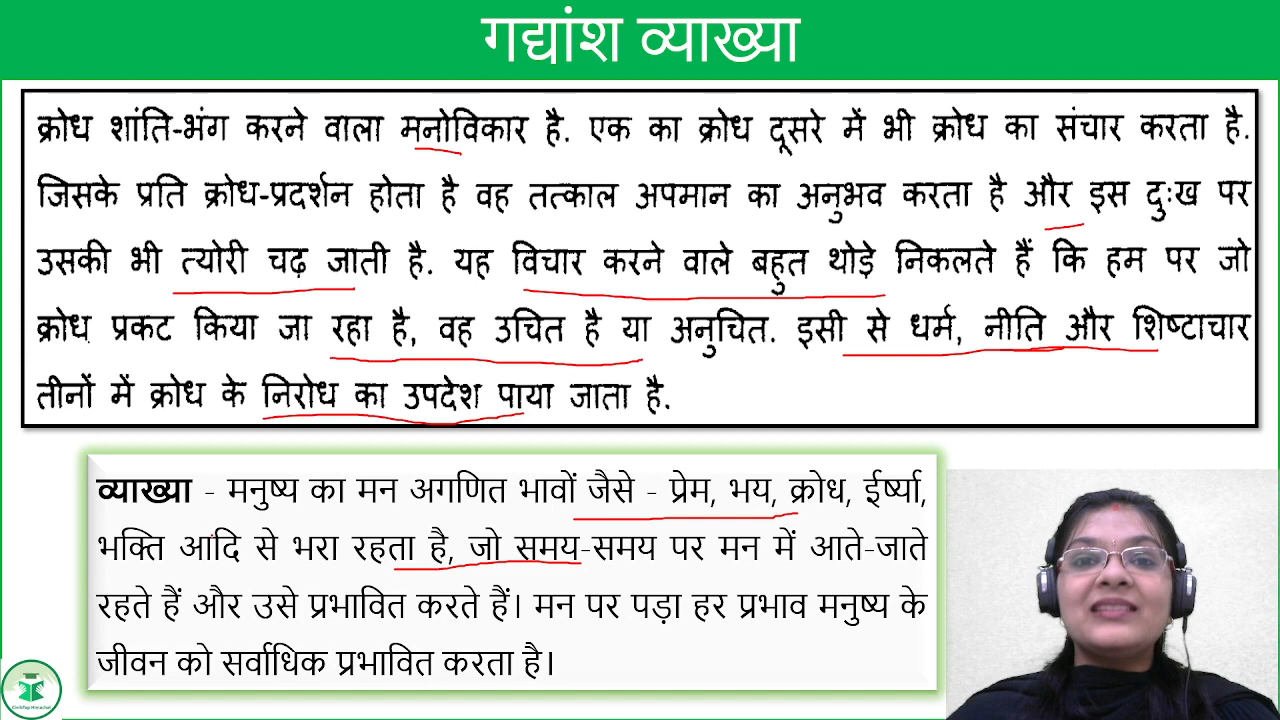 गद्यांश व्याख्या
क्रोध शांति-भंग करने वाला मनोविकार है. एक का क्रोध दूसरे में भी क्रोध का संचार करता है.
जिसके प्रति क्रोध-प्रदर्शन होता है वह तत्काल अपमान का अनुभव करता है और इस दुःख पर
उसकी भी त्योरी चढ़ जाती है. यह विचार करने वाले बहुत थोड़े निकलते हैं कि हम पर जो
क्रोध प्रकट किया जा रहा है, वह उचित है या अनुचित. इसी से धर्म, नीति और शिष्टाचार
तीनों में क्रोध के निरोध का उपदेश पाया जाता है.
व्याख्या - मनुष्य का मन अगणित भावों जैसे - प्रेम, भय, क्रोध, ईर्ष्या,
भक्ति आदि से भरा रहता है, जो समय-समय पर मन में आते-जाते
रहते हैं और उसे प्रभावित करते हैं। मन पर पड़ा हर प्रभाव मनुष्य के
जीवन को सर्वाधिक प्रभावित करता है।